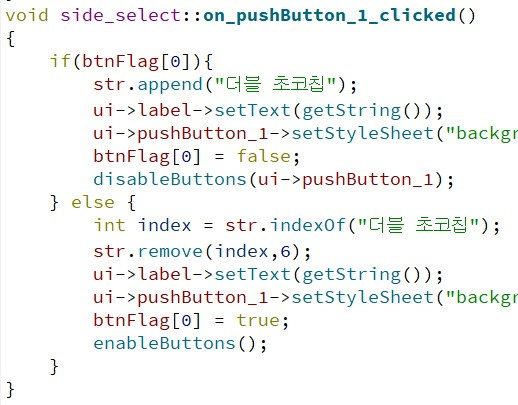 void side_select::on_pushButton_1_clicked()
{
    if(btnFlag[0]){
        str.append("더블 초코칩");
        ui->label->setText(getString());
        ui->pushButton_1->setStyleSheet("backgr
        btnFlag[0] = false;
        disableButtons(ui->pushButton_1);
    } else {
        int index = str.indexOf("더블 초코칩");
        str.remove(index,6);
        ui->label->setText(getString());
        ui->pushButton_1->setStyleSheet("backgr
        btnFlag[0] = true;
        enableButtons();
    }
}